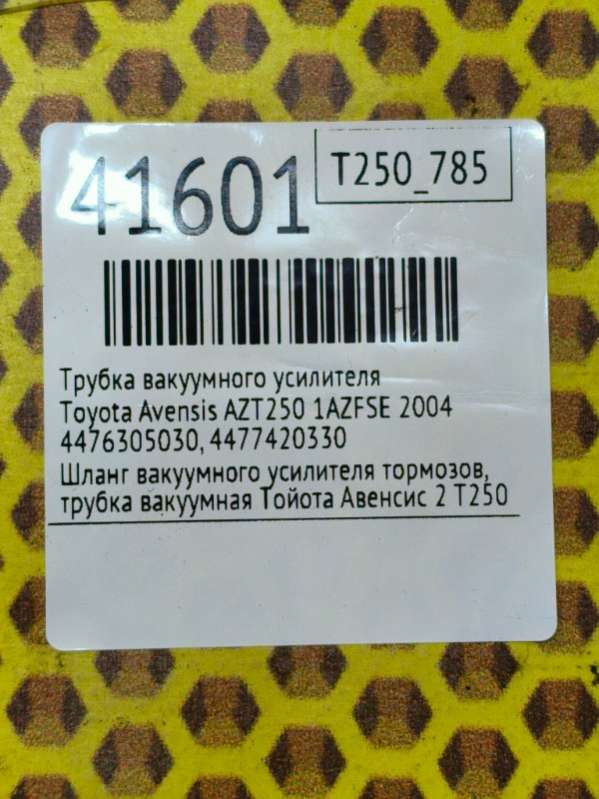 41601
T250_785
Трубка вакуумного усилителя
Toyota Avensis AZT250 1AZFSE 2004
4476305030, 4477420330
Шланг вакуумного усилителя тормозов,
трубка вакуумная Тойота Авенсис 2 Т250